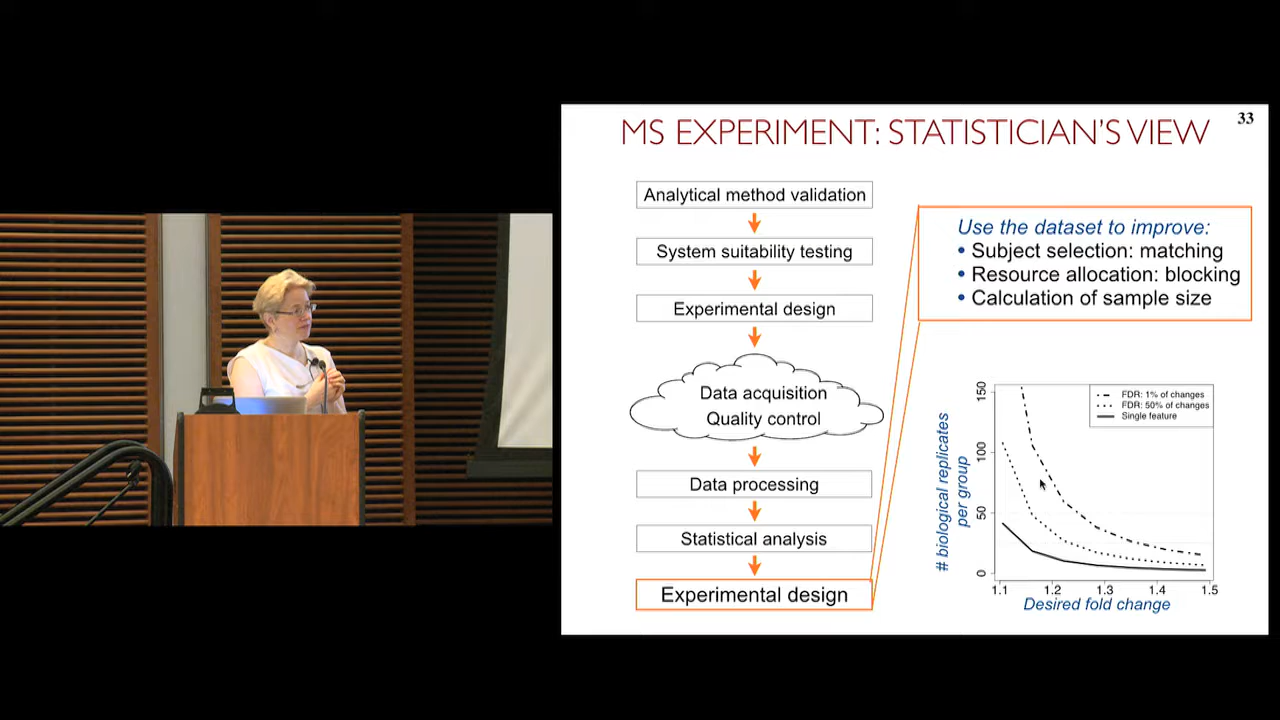 33
MS EXPERIMENT: STATISTICIAN'S VIEW
Analytical method validation
System suitability testing
Experimental design
Data acquisition
Quality control
Data processing
Statistical analysis
Experimental design
Use the dataset to improve:
• Subject selection: matching
• Resource allocation: blocking
• Calculation of sample size
# biological replicates
per group
150
100
50
0
FDR: 1% of changes
FDR: 50% of changes
Single feature
1.1 1.2 1.3 1.4 1.5
Desired fold change